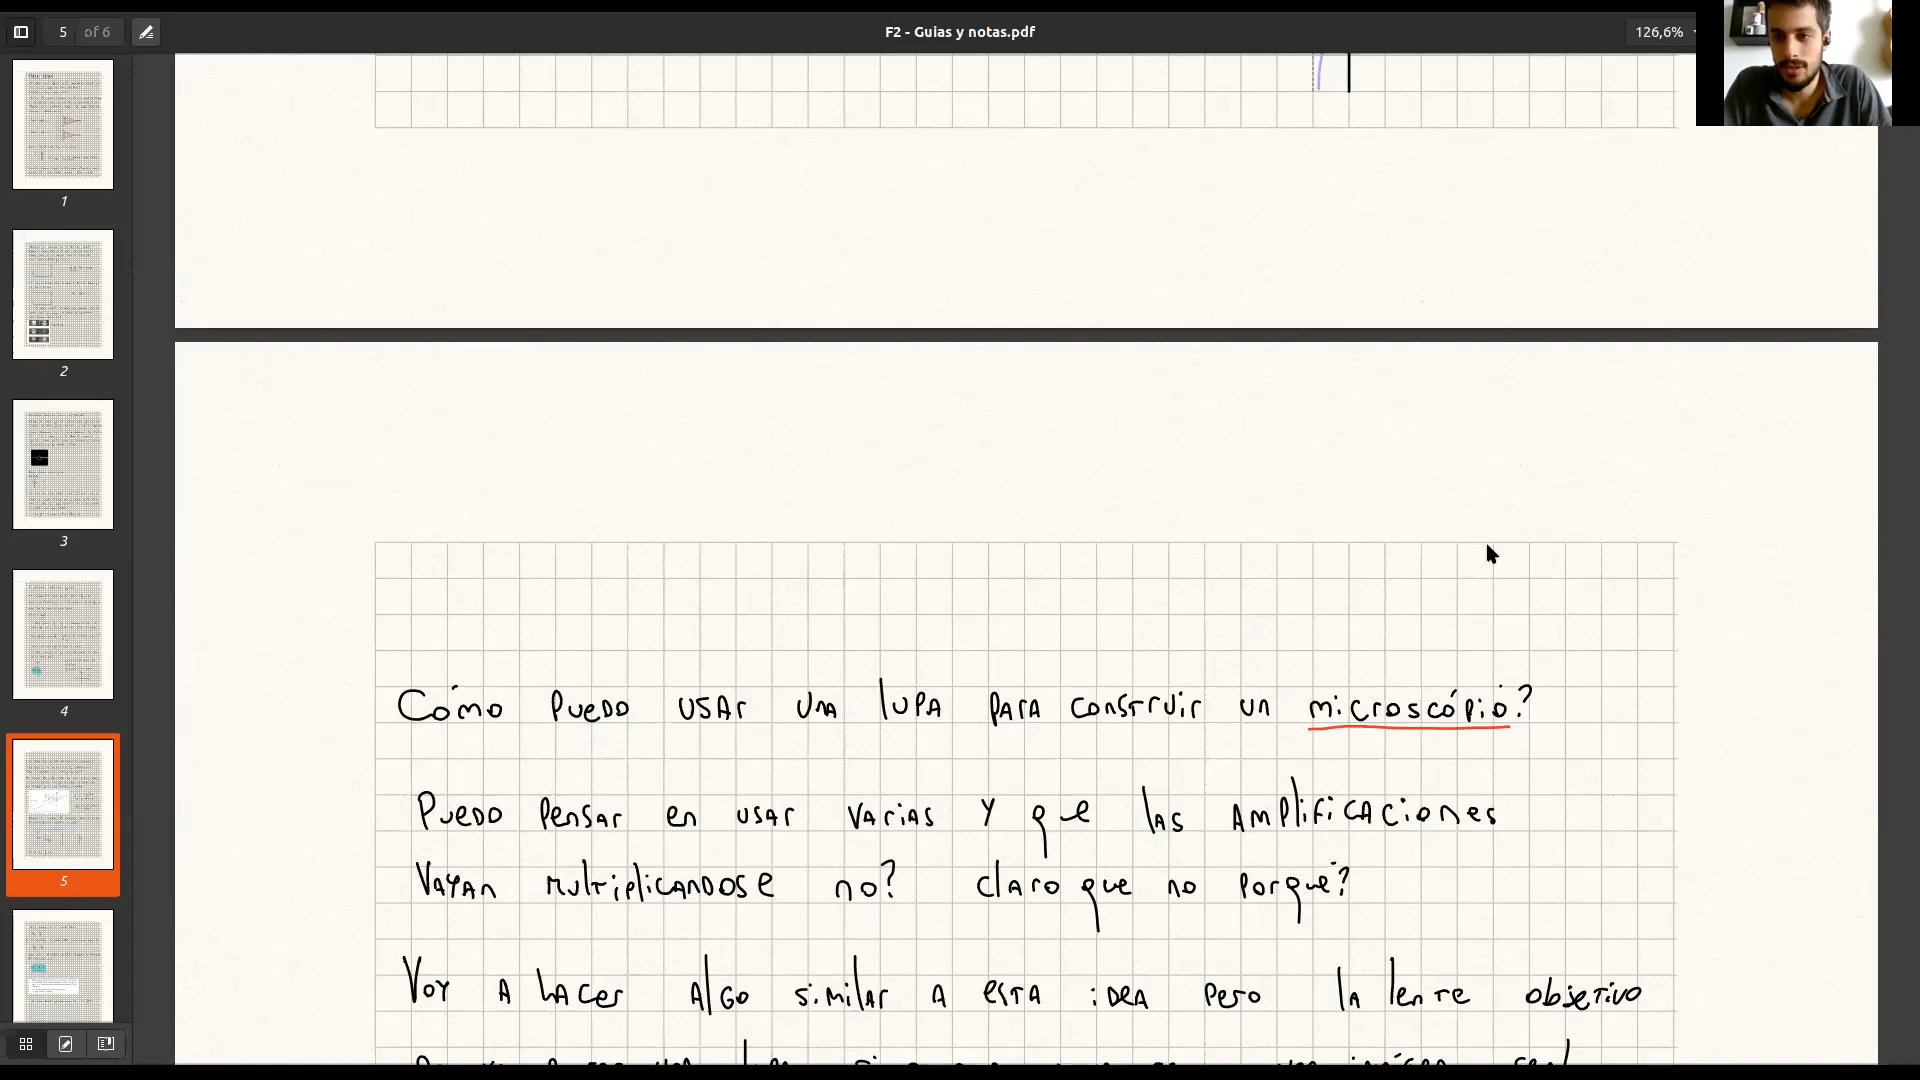 5 of 6
F2 - Guias y notas.pdf
126,6%
1
2
3
4
5
Cómo puedo usar una lupa para construir un microscópio?
Puedo pensar en usar varias y que las amplificaciones
vayan multiplicandose no? claro que no porqué?
Voy a hacer algo similar a esta idea pero la lente objetivo